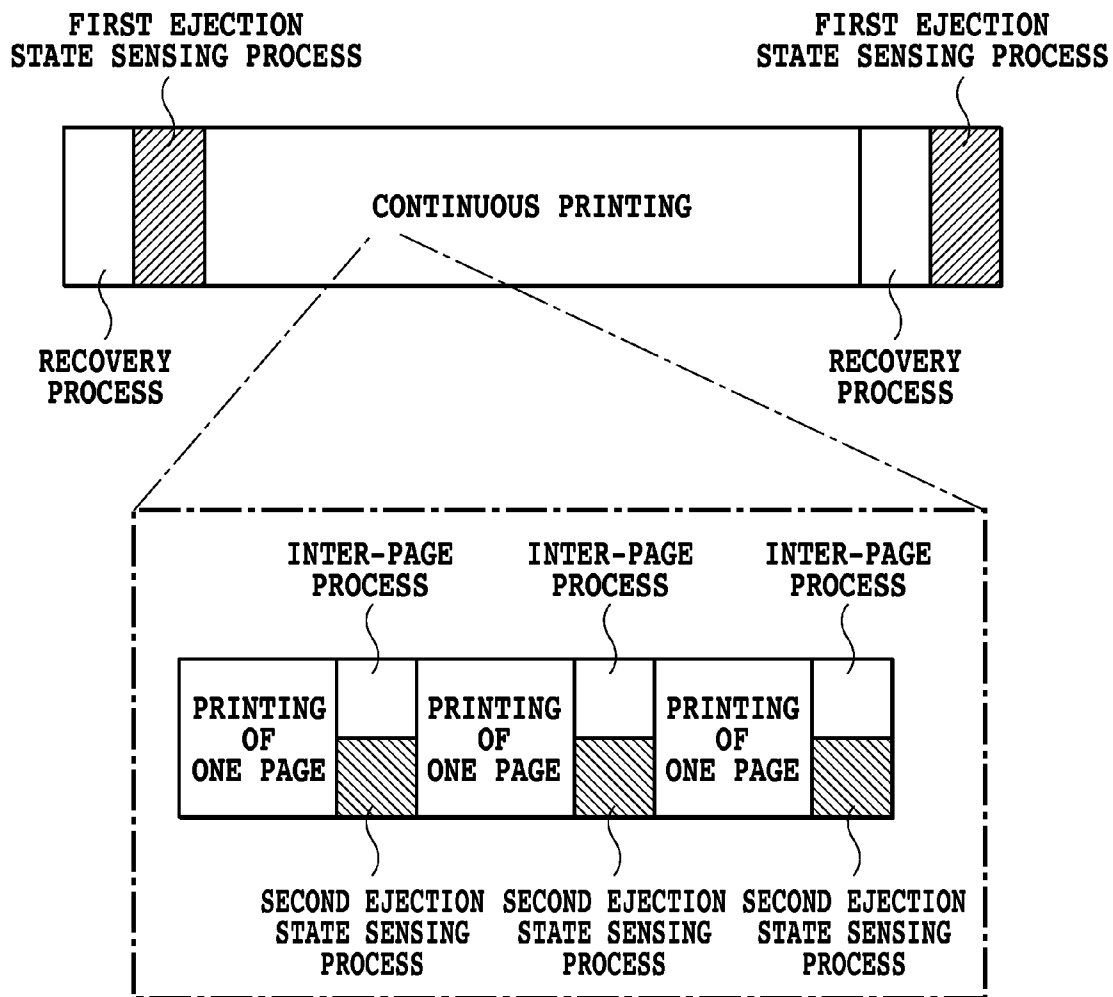 FIRST EJECTION
STATE SENSING PROCESS
FIRST EJECTION
STATE SENSING PROCESS
CONTINUOUS PRINTING
RECOVERY
PROCESS
RECOVERY
PROCESS
INTER-PAGE
PROCESS
INTER-PAGE
PROCESS
INTER-PAGE
PROCESS
PRINTING
OF
ONE PAGE
PRINTING
OF
ONE PAGE
PRINTING
OF
ONE PAGE
SECOND EJECTION
STATE SENSING
PROCESS
SECOND EJECTION
STATE SENSING
PROCESS
SECOND EJECTION
STATE SENSING
PROCESS